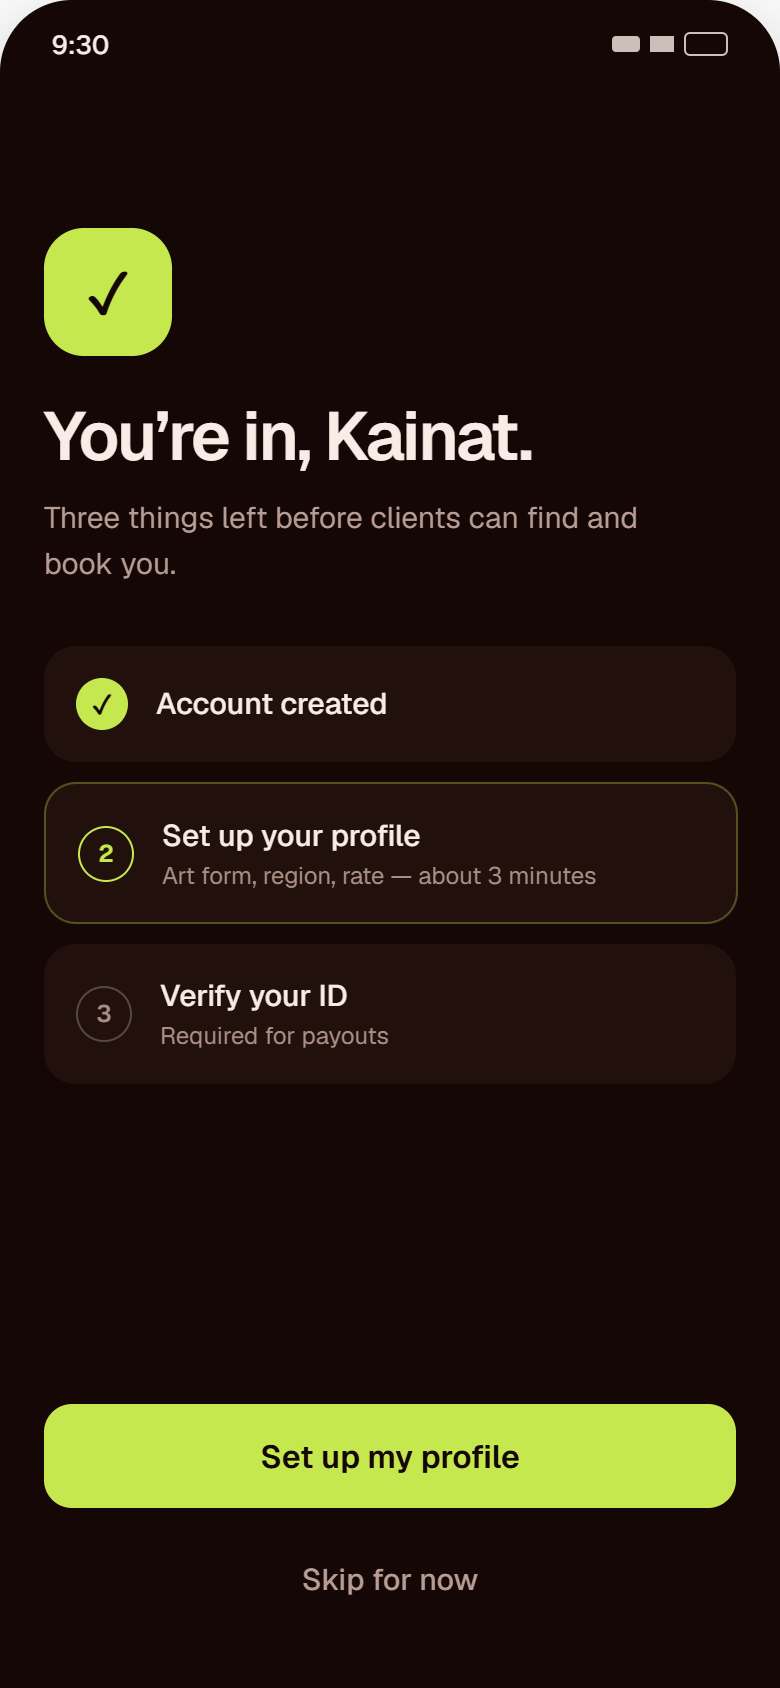 9:30
✓
You’re in, Kainat.
Three things left before clients can find and
book you.
✓ Account created
2 Set up your profile
Art form, region, rate — about 3 minutes
3 Verify your ID
Required for payouts
Set up my profile
Skip for now